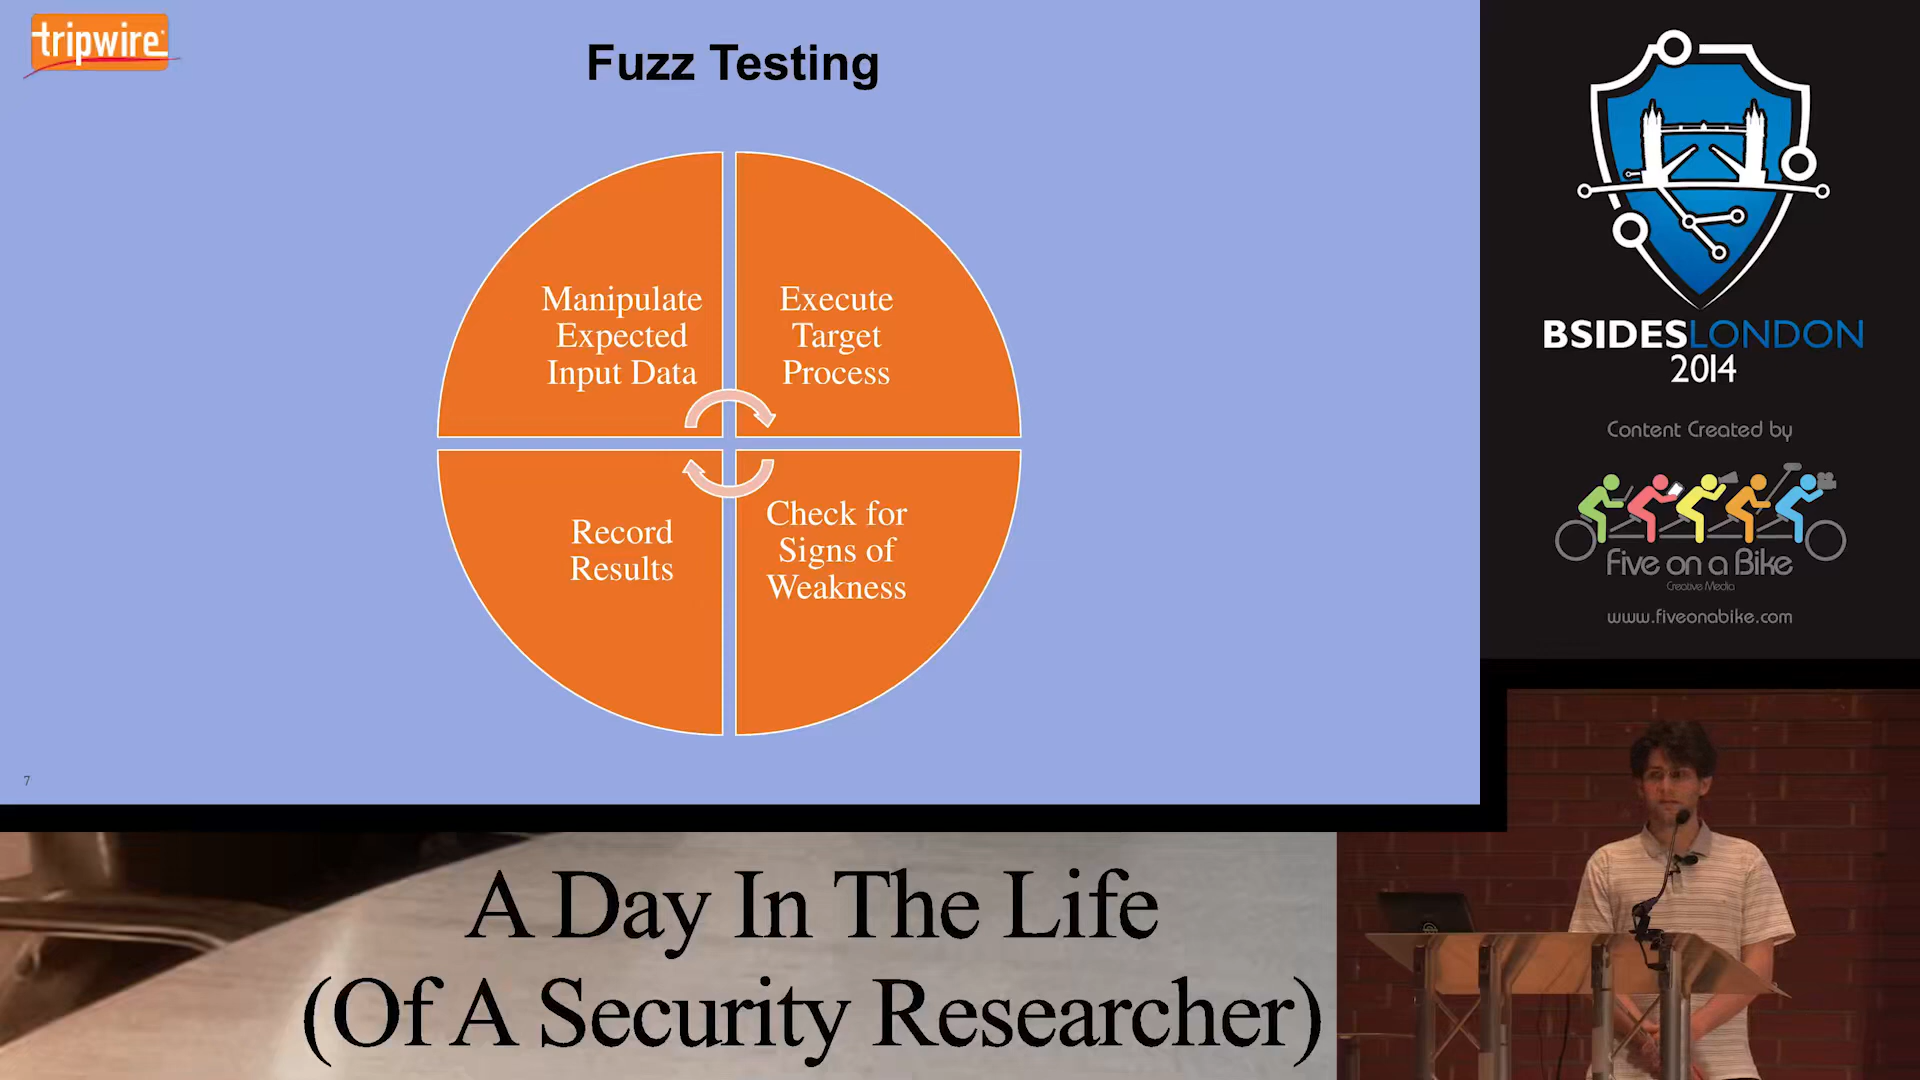 tripwire
Fuzz Testing
Manipulate
Expected
Input Data
Execute
Target
Process
Record
Results
Check for
Signs of
Weakness
7
BSIDESLONDON
2014
Content Created by
Five on a Bike
Creative Media
www.fiveonabike.com
A Day In The Life
(Of A Security Researcher)